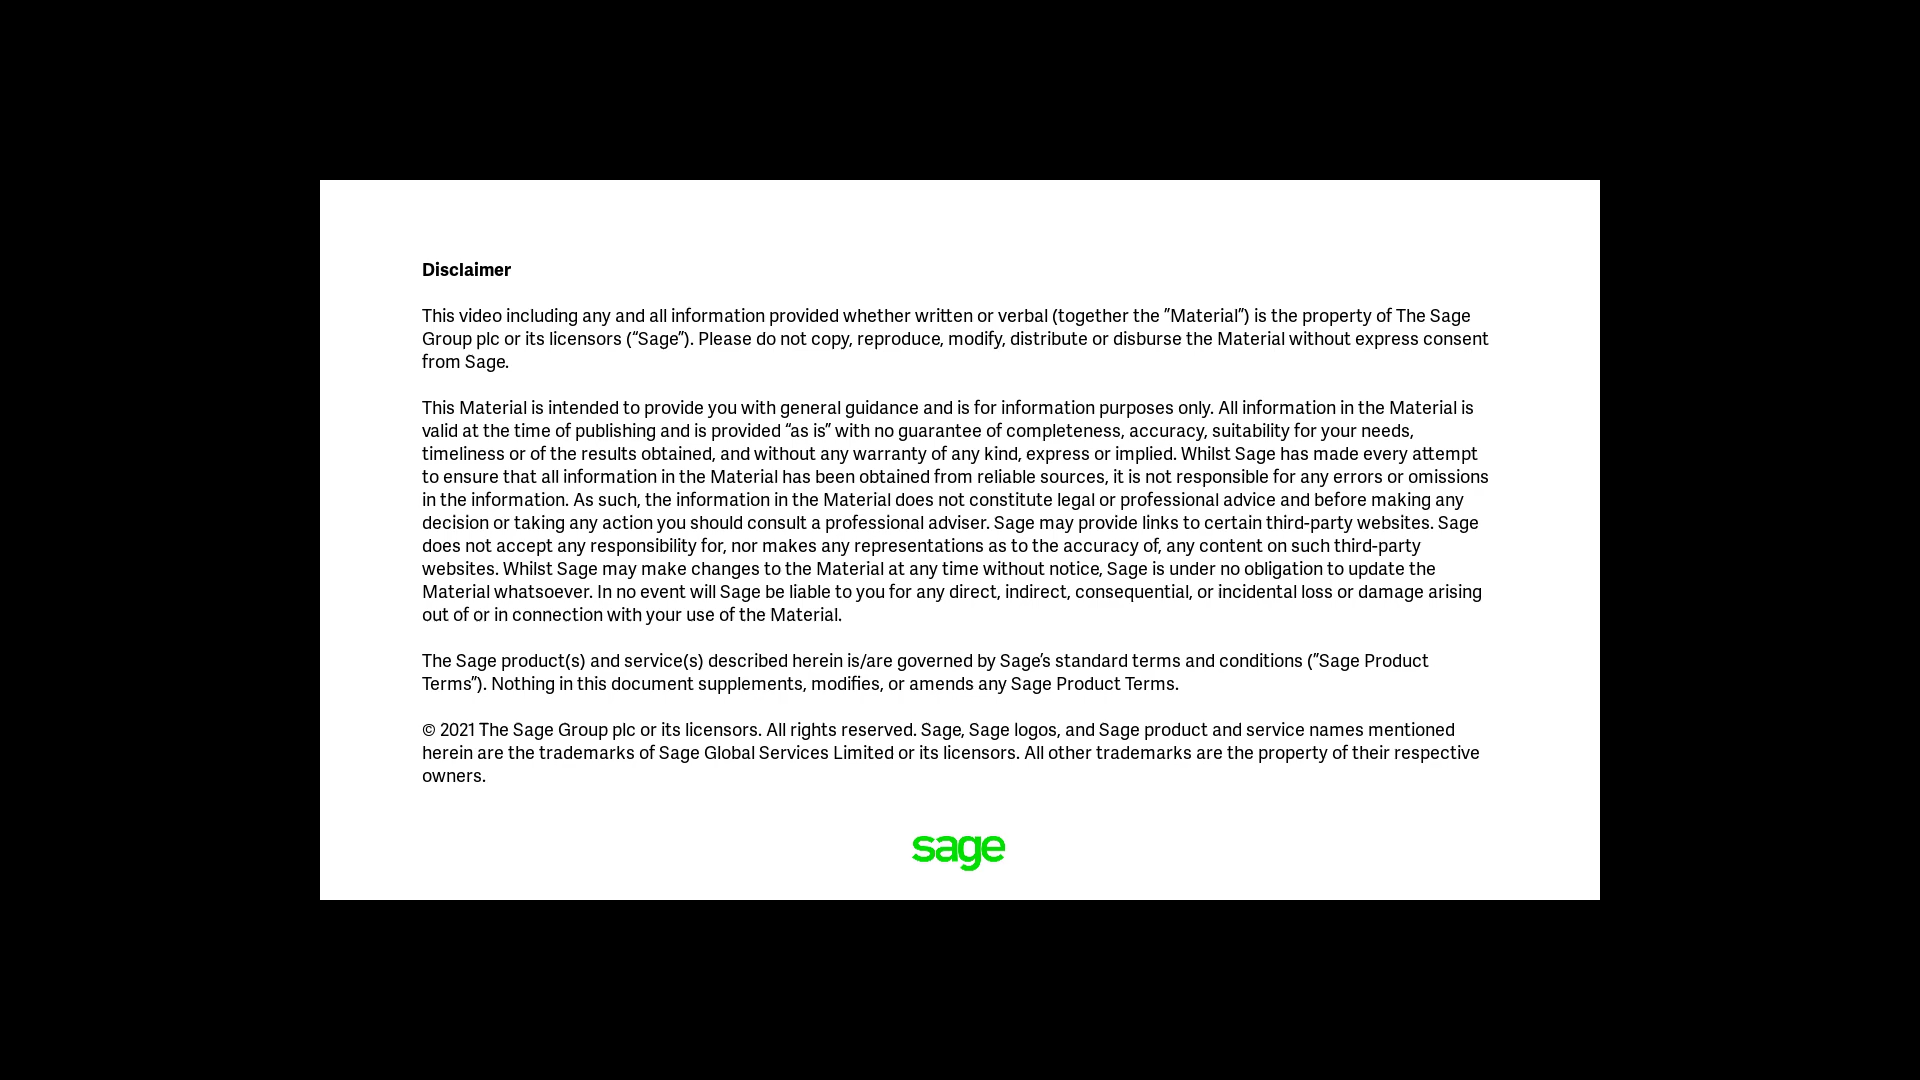 Disclaimer
This video including any and all information provided whether written or verbal (together the ”Material”) is the property of The Sage
Group plc or its licensors (“Sage”). Please do not copy, reproduce, modify, distribute or disburse the Material without express consent
from Sage.
This Material is intended to provide you with general guidance and is for information purposes only. All information in the Material is
valid at the time of publishing and is provided “as is” with no guarantee of completeness, accuracy, suitability for your needs,
timeliness or of the results obtained, and without any warranty of any kind, express or implied. Whilst Sage has made every attempt
to ensure that all information in the Material has been obtained from reliable sources, it is not responsible for any errors or omissions
in the information. As such, the information in the Material does not constitute legal or professional advice and before making any
decision or taking any action you should consult a professional adviser. Sage may provide links to certain third-party websites. Sage
does not accept any responsibility for, nor makes any representations as to the accuracy of, any content on such third-party
websites. Whilst Sage may make changes to the Material at any time without notice, Sage is under no obligation to update the
Material whatsoever. In no event will Sage be liable to you for any direct, indirect, consequential, or incidental loss or damage arising
out of or in connection with your use of the Material.
The Sage product(s) and service(s) described herein is/are governed by Sage’s standard terms and conditions (”Sage Product
Terms”). Nothing in this document supplements, modifies, or amends any Sage Product Terms.
© 2021 The Sage Group plc or its licensors. All rights reserved. Sage, Sage logos, and Sage product and service names mentioned
herein are the trademarks of Sage Global Services Limited or its licensors. All other trademarks are the property of their respective
owners.
sage